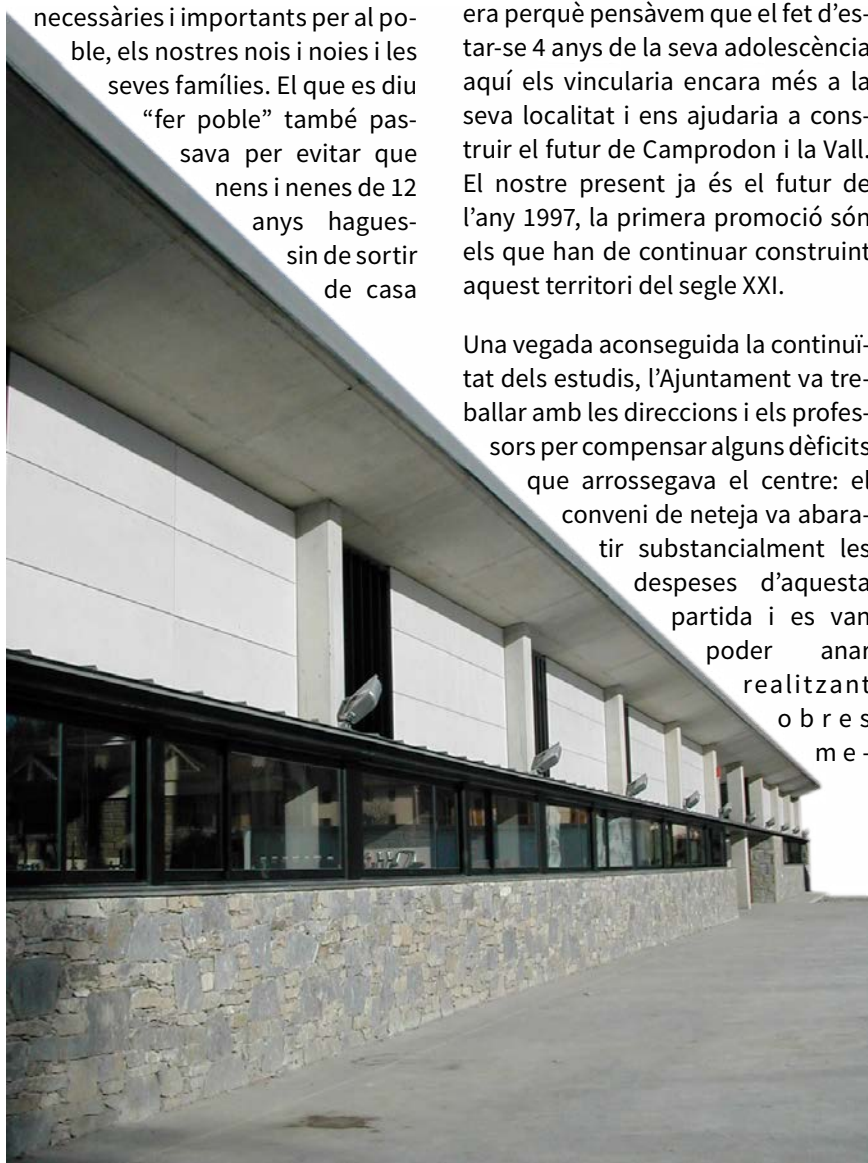 necessàries i importants per al po-
ble, els nostres nois i noies i les
seves famílies. El que es diu
“fer poble” també pas-
sava per evitar que
nens i nenes de 12
anys hagues-
sin de sortir
de casa
era perquè pensàvem que el fet d’es-
tar-se 4 anys de la seva adolescència
aquí els vincularia encara més a la
seva localitat i ens ajudaria a cons-
truir el futur de Camprodon i la Vall.
El nostre present ja és el futur de
l’any 1997, la primera promoció són
els que han de continuar construint
aquest territori del segle XXI.
Una vegada aconseguida la continuï-
tat dels estudis, l’Ajuntament va tre-
ballar amb les direccions i els profes-
sors per compensar alguns dèficits
que arrossegava el centre: el
conveni de neteja va abara-
tir substancialment les
despeses d’aquesta
partida i es van
poder anar
realitzant
obres
me-